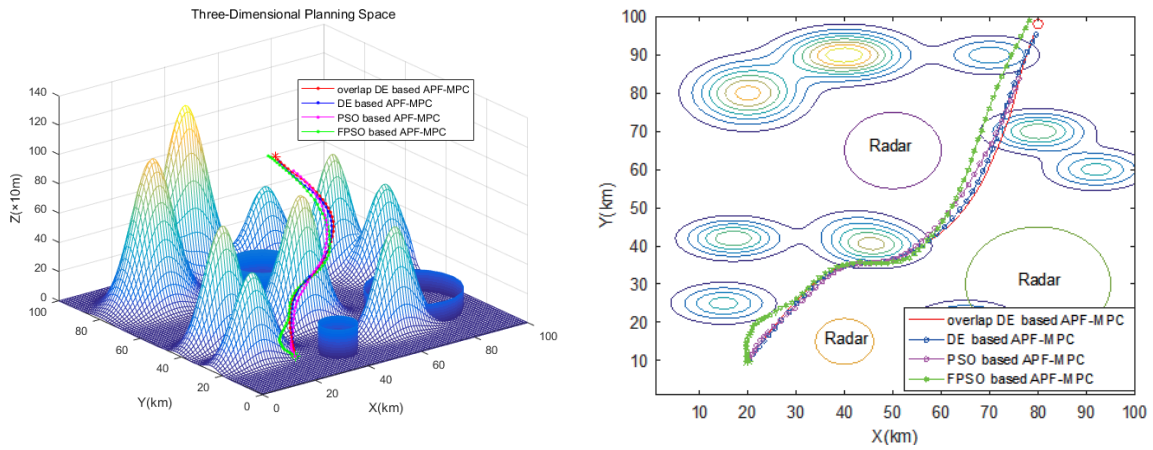 Three-Dimensional Planning Space
overlap DE based APF-MPC
DE based APF-MPC
PSO based APF-MPC
FPSO based APF-MPC
Z(×10m)
140
120
100
80
60
40
20
0
100
80
60
40
20
0
Y(km)
0
20
40
60
80
100
X(km)
100
90
80
70
60
50
40
30
20
10
Y(km)
Radar
Radar
Radar
overlap DE based APF-MPC
DE based APF-MPC
PSO based APF-MPC
FPSO based APF-MPC
10 20 30 40 50 60 70 80 90 100
X(km)